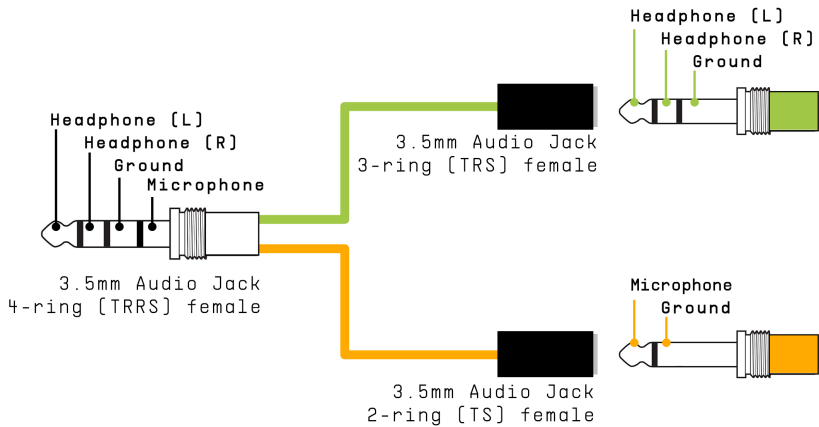 Headphone (L)
Headphone (R)
Ground
Microphone
3.5mm Audio Jack
4-ring (TRRS) female
3.5mm Audio Jack
3-ring (TRS) female
Headphone (L)
Headphone (R)
Ground
3.5mm Audio Jack
2-ring (TS) female
Microphone
Ground